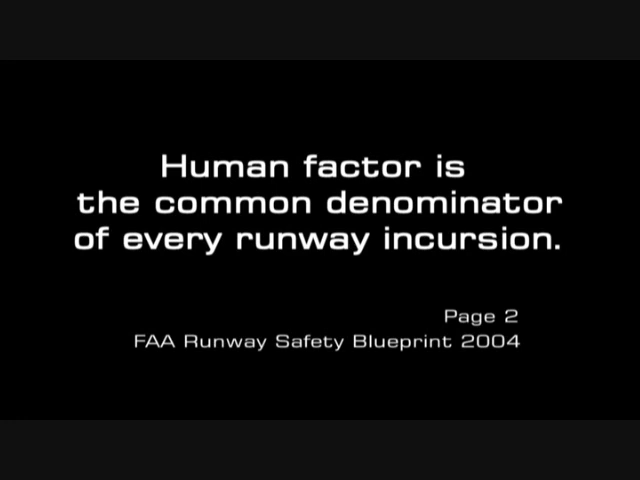 Human factor is
the common denominator
of every runway incursion.
Page 2
FAA Runway Safety Blueprint 2004